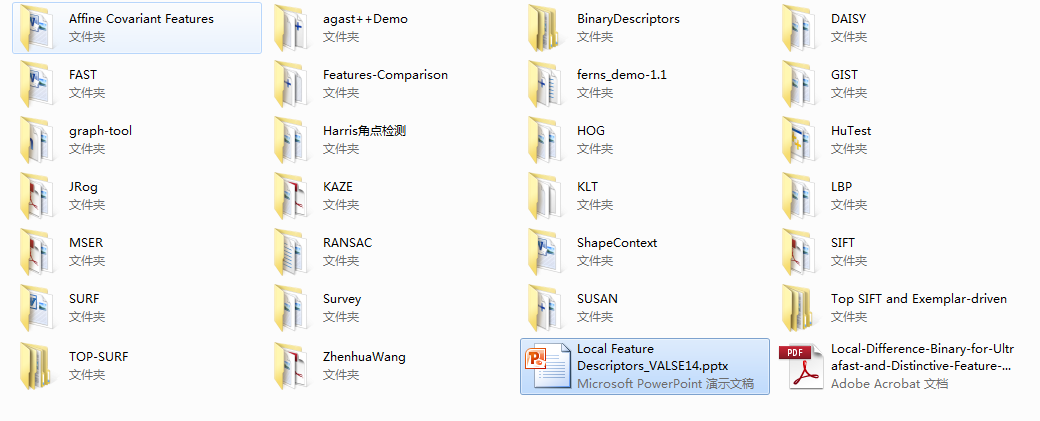 Affine Covariant Features
文件夹
agast++Demo
文件夹
BinaryDescriptors
文件夹
DAISY
文件夹
FAST
文件夹
Features-Comparison
文件夹
ferns_demo-1.1
文件夹
GIST
文件夹
graph-tool
文件夹
Harris角点检测
文件夹
HOG
文件夹
HuTest
文件夹
JRog
文件夹
KAZE
文件夹
KLT
文件夹
LBP
文件夹
MSER
文件夹
RANSAC
文件夹
ShapeContext
文件夹
SIFT
文件夹
SURF
文件夹
Survey
文件夹
SUSAN
文件夹
Top SIFT and Exemplar-driven
文件夹
TOP-SURF
文件夹
ZhenhuaWang
文件夹
Local Feature
Descriptors_VALSE14.pptx
Microsoft PowerPoint 演示文稿
PDF
Local-Difference-Binary-for-Ultr
afast-and-Distinctive-Feature-...
Adobe Acrobat 文档